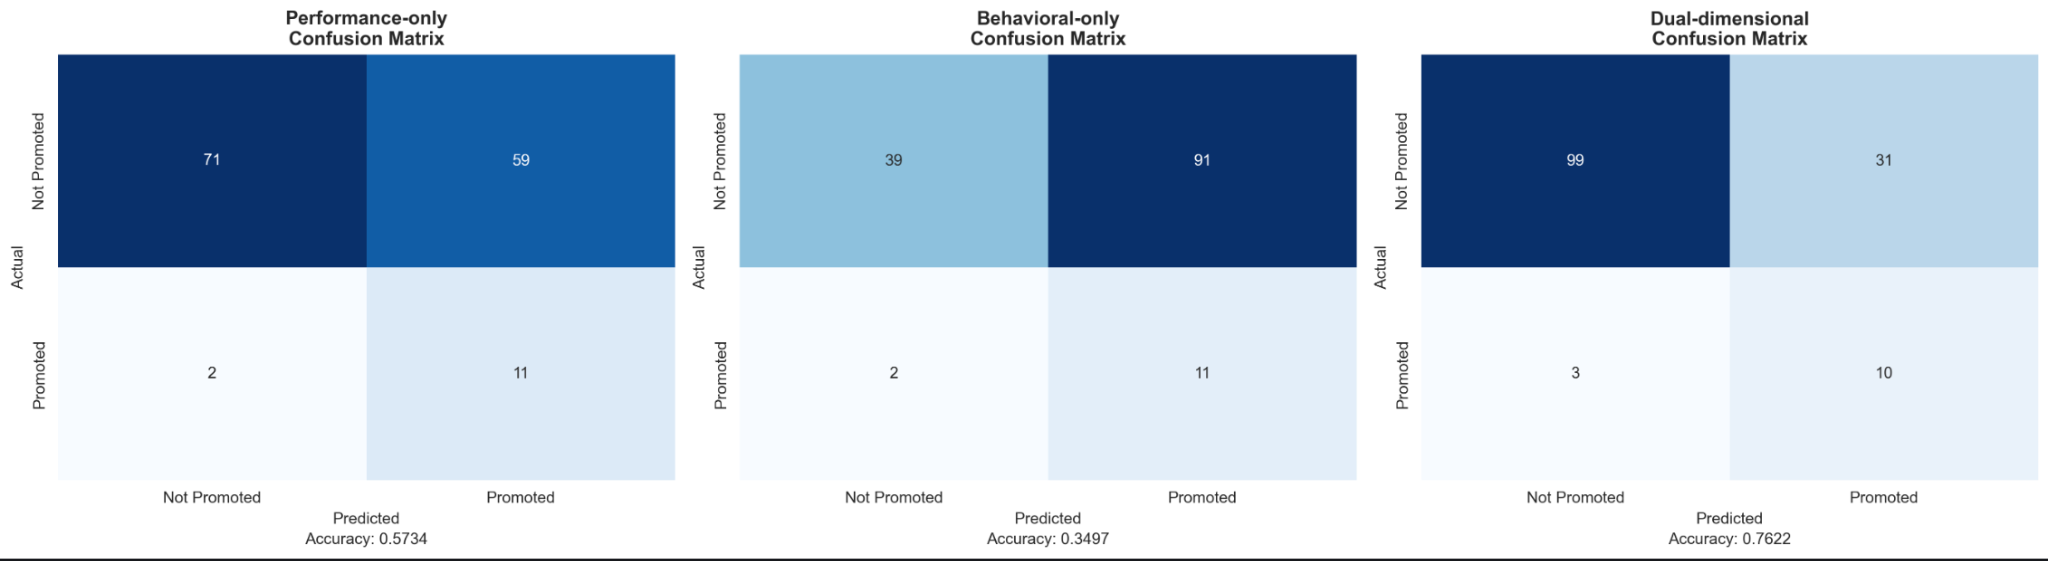 Performance-only
Confusion Matrix
Not Promoted
71
59
Actual
Promoted
2
11
Not Promoted
Promoted
Predicted
Accuracy: 0.5734
Behavioral-only
Confusion Matrix
Not Promoted
39
91
Actual
Promoted
2
11
Not Promoted
Promoted
Predicted
Accuracy: 0.3497
Dual-dimensional
Confusion Matrix
Not Promoted
99
31
Actual
Promoted
3
10
Not Promoted
Promoted
Predicted
Accuracy: 0.7622